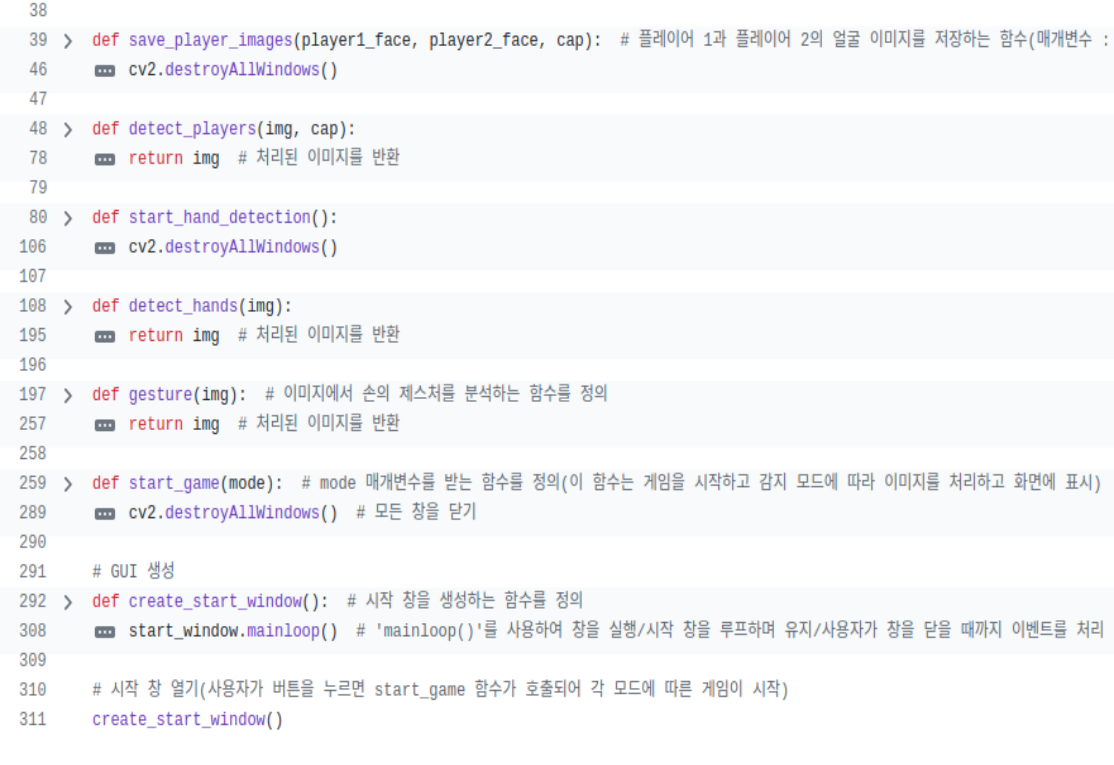 38
39 def save_player_images(player1_face, player2_face, cap):  # 플레이어 1과 플레이어 2의 얼굴 이미지를 저장하는 함수(매개변수 :
46 cv2.destroyAllWindows()
47
48 def detect_players(img, cap):
78 return img  # 처리된 이미지를 반환
79
80 def start_hand_detection():
106 cv2.destroyAllWindows()
107
108 def detect_hands(img):
195 return img  # 처리된 이미지를 반환
196
197 def gesture(img):  # 이미지에서 손의 제스처를 분석하는 함수를 정의
257 return img  # 처리된 이미지를 반환
258
259 def start_game(mode):  # mode 매개변수를 받는 함수를 정의(이 함수는 게임을 시작하고 감지 모드에 따라 이미지를 처리하고 화면에 표시)
289 cv2.destroyAllWindows()  # 모든 창을 닫기
290
291 # GUI 생성
292 def create_start_window():  # 시작 창을 생성하는 함수를 정의
308 start_window.mainloop()  # 'mainloop()'를 사용하여 창을 실행/시작 창을 루프하며 유지/사용자가 창을 닫을 때까지 이벤트를 처리
309
310 # 시작 창 열기(사용자가 버튼을 누르면 start_game 함수가 호출되어 각 모드에 따른 게임이 시작)
311 create_start_window()